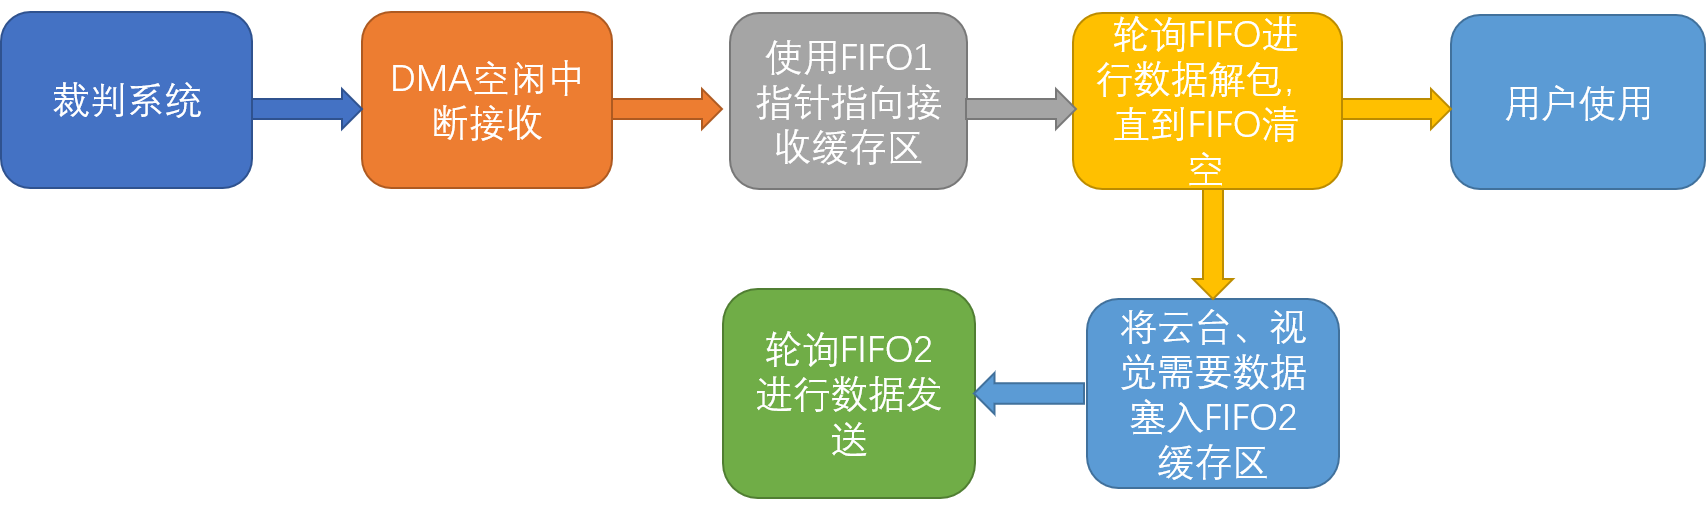 裁判系统
DMA空闲中
断接收
使用FIFO1
指针指向接
收缓存区
轮询FIFO进
行数据解包，
直到FIFO清
空
用户使用
轮询FIFO2
进行数据发
送
将云台、视
觉需要数据
塞入FIFO2
缓存区